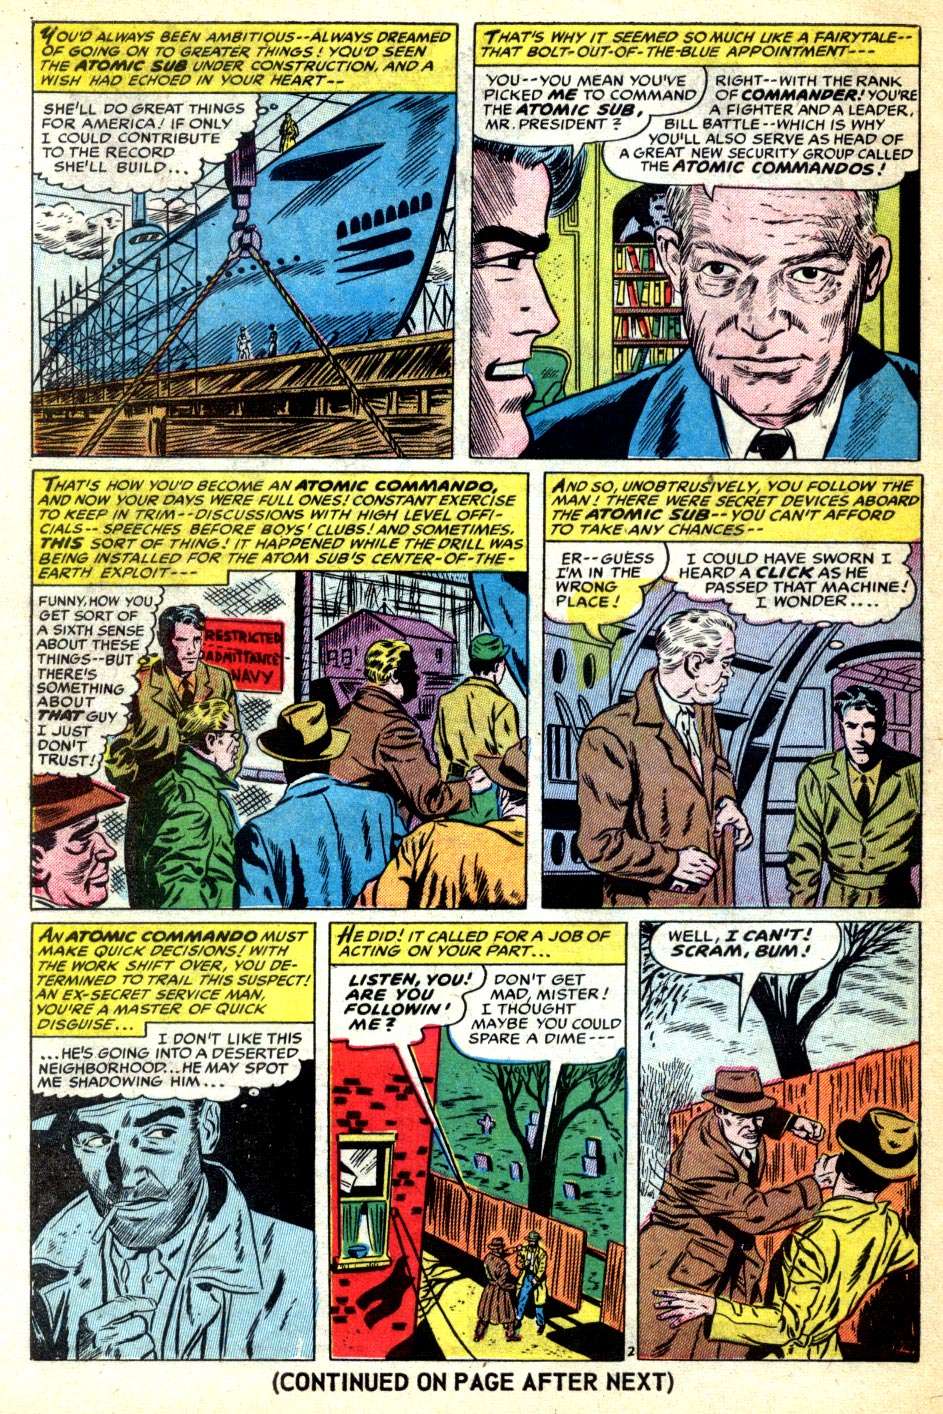 YOU'D ALWAYS BEEN AMBITIOUS--ALWAYS DREAMED
OF GOING ON TO GREATER THINGS! YOU'D SEEN
THE ATOMIC SUB UNDER CONSTRUCTION, AND A
WISH HAD ECHOED IN YOUR HEART--
SHE'LL DO GREAT THINGS
FOR AMERICA! IF ONLY
I COULD CONTRIBUTE
TO THE RECORD
SHE'LL BUILD...
THAT'S WHY IT SEEMED SO MUCH LIKE A FAIRYTALE--
THAT BOLT-OUT-OF-THE-BLUE APPOINTMENT---
YOU--YOU MEAN YOU'VE
PICKED ME TO COMMAND
THE ATOMIC SUB,
MR. PRESIDENT?
RIGHT--WITH THE RANK
OF COMMANDER! YOU'RE
A FIGHTER AND A LEADER,
BILL BATTLE--WHICH IS WHY
YOU'LL ALSO SERVE AS HEAD OF
A GREAT NEW SECURITY GROUP CALLED
THE ATOMIC COMMANDOS!
THAT'S HOW YOU'D BECOME AN ATOMIC COMMANDO,
AND NOW YOUR DAYS WERE FULL ONES! CONSTANT EXERCISE
TO KEEP IN TRIM--DISCUSSIONS WITH HIGH LEVEL OFFI-
CIALS--SPEECHES BEFORE BOYS' CLUBS! AND SOMETIMES,
THIS SORT OF THING! IT HAPPENED WHILE THE DRILL WAS
BEING INSTALLED FOR THE ATOM SUB'S CENTER-OF-THE-
EARTH EXPLOIT---
FUNNY, HOW YOU
GET SORT OF
A SIXTH SENSE
ABOUT THESE
THINGS--BUT
THERE'S
SOMETHING
ABOUT
THAT GUY
I JUST
DON'T
TRUST!
RESTRICTED
ADMITTANCE
NAVY
AND SO, UNOBTRUSIVELY, YOU FOLLOW THE
MAN! THERE WERE SECRET DEVICES ABOARD
THE ATOMIC SUB--YOU CAN'T AFFORD
TO TAKE ANY CHANCES--
ER--GUESS
I'M IN THE
WRONG
PLACE!
I COULD HAVE SWORN I
HEARD A CLICK AS HE
PASSED THAT MACHINE!
I WONDER....
AN ATOMIC COMMANDO MUST
MAKE QUICK DECISIONS! WITH
THE WORK SHIFT OVER, YOU DE-
TERMINED TO TRAIL THIS SUSPECT!
AN EX-SECRET SERVICE MAN,
YOU'RE A MASTER OF QUICK
DISGUISE...
I DON'T LIKE THIS
...HE'S GOING INTO A DESERTED
NEIGHBORHOOD...HE MAY SPOT
ME SHADOWING HIM...
HE DID! IT CALLED FOR A JOB OF
ACTING ON YOUR PART...
LISTEN, YOU!
ARE YOU
FOLLOWIN'
ME?
DON'T GET
MAD, MISTER!
I THOUGHT
MAYBE YOU COULD
SPARE A DIME---
WELL, I CAN'T!
SCRAM, BUM!
2
(CONTINUED ON PAGE AFTER NEXT)